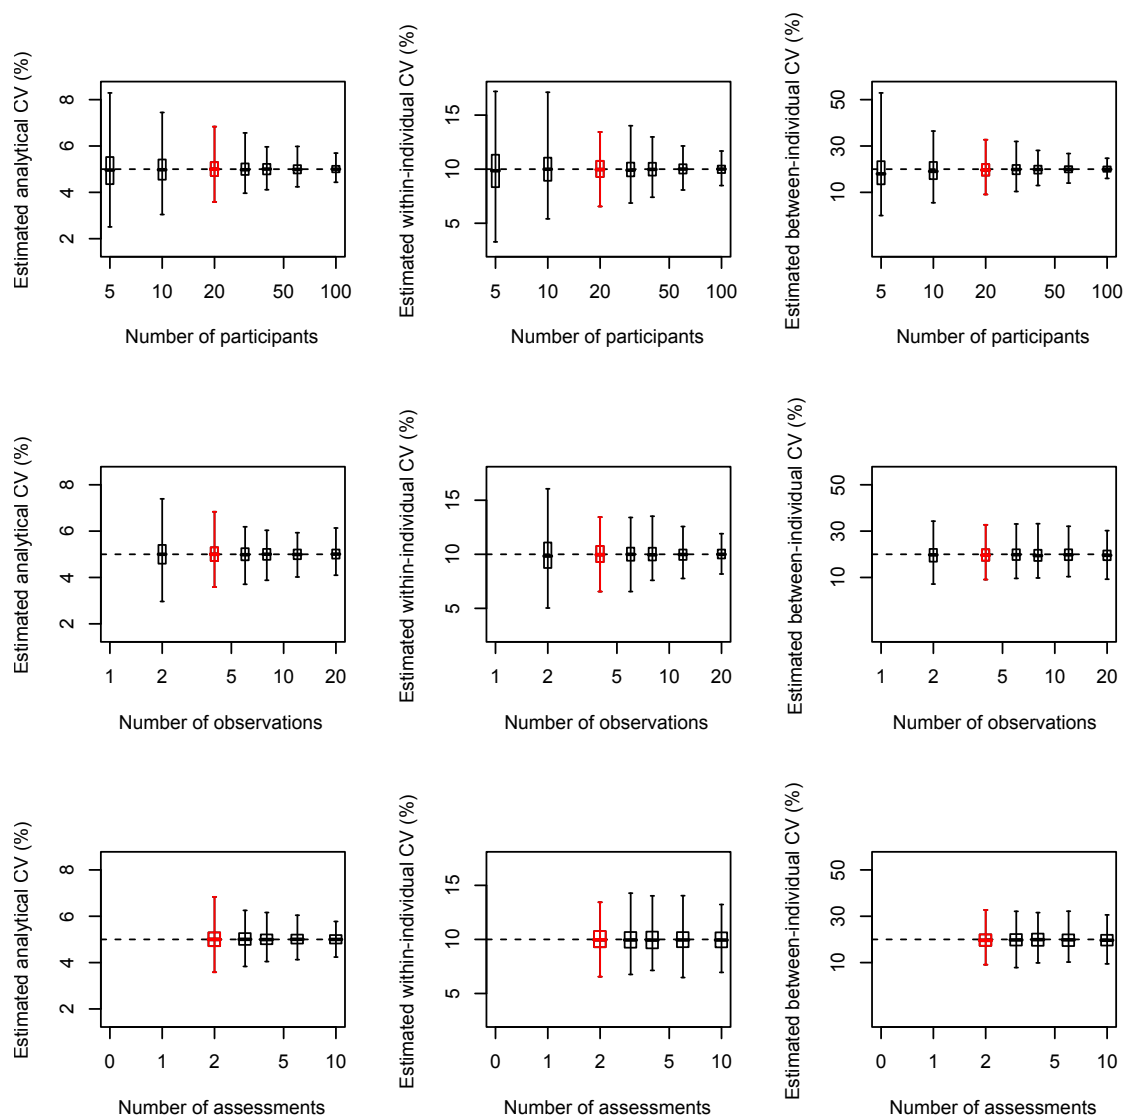 Estimated analytical CV (%)
8
6
4
2
5 10 20 50 100
Number of participants
Estimated within-individual CV (%)
15
10
5
5 10 20 50 100
Number of participants
Estimated between-individual CV (%)
50
30
10
5 10 20 50 100
Number of participants
Estimated analytical CV (%)
8
6
4
2
1 2 5 10 20
Number of observations
Estimated within-individual CV (%)
15
10
5
1 2 5 10 20
Number of observations
Estimated between-individual CV (%)
50
30
10
1 2 5 10 20
Number of observations
Estimated analytical CV (%)
8
6
4
2
0 1 2 5 10
Number of assessments
Estimated within-individual CV (%)
15
10
5
0 1 2 5 10
Number of assessments
Estimated between-individual CV (%)
50
30
10
0 1 2 5 10
Number of assessments